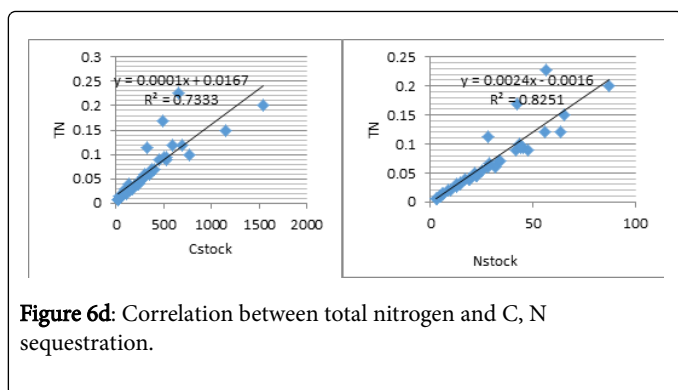 0.3
0.25
0.2
0.15
0.1
0.05
0
TN
y = 0.0001x + 0.0167
R² = 0.7333
0 500 1000 1500 2000
Cstock
0.25
0.2
0.15
0.1
0.05
0
TN
y = 0.0024x - 0.0016
R² = 0.8251
0 50 100
Nstock
Figure 6d: Correlation between total nitrogen and C, N
sequestration.